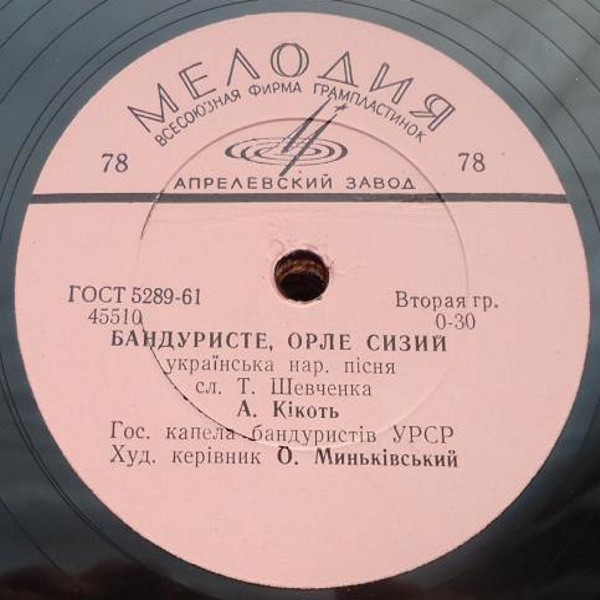 МЕЛОДИЯ
ВСЕСОЮЗНАЯ ФИРМА ГРАМПЛАСТИНОК
78 78
АПРЕЛЕВСКИЙ ЗАВОД
ГОСТ 5289-61 Вторая гр.
45510 0-30
БАНДУРИСТЕ, ОРЛЕ СИЗИЙ
українська нар. пісня
сл. Т. Шевченка
А. Кікоть
Гос. капела бандуристів УРСР
Худ. керівник О. Миньківський